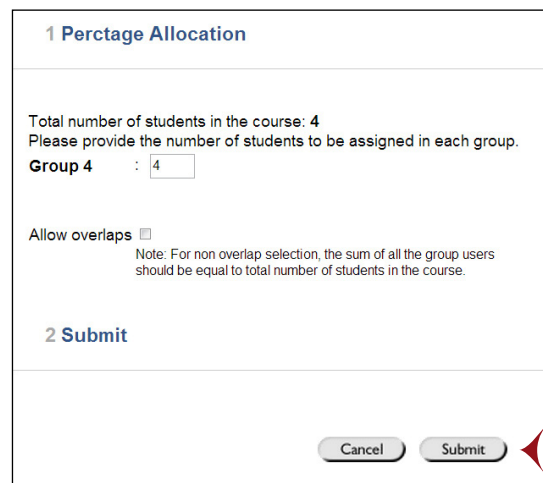 1 Perctage Allocation
Total number of students in the course: 4
Please provide the number of students to be assigned in each group.
Group 4 : 4
Allow overlaps
Note: For non overlap selection, the sum of all the group users
should be equal to total number of students in the course.
2 Submit
Cancel Submit